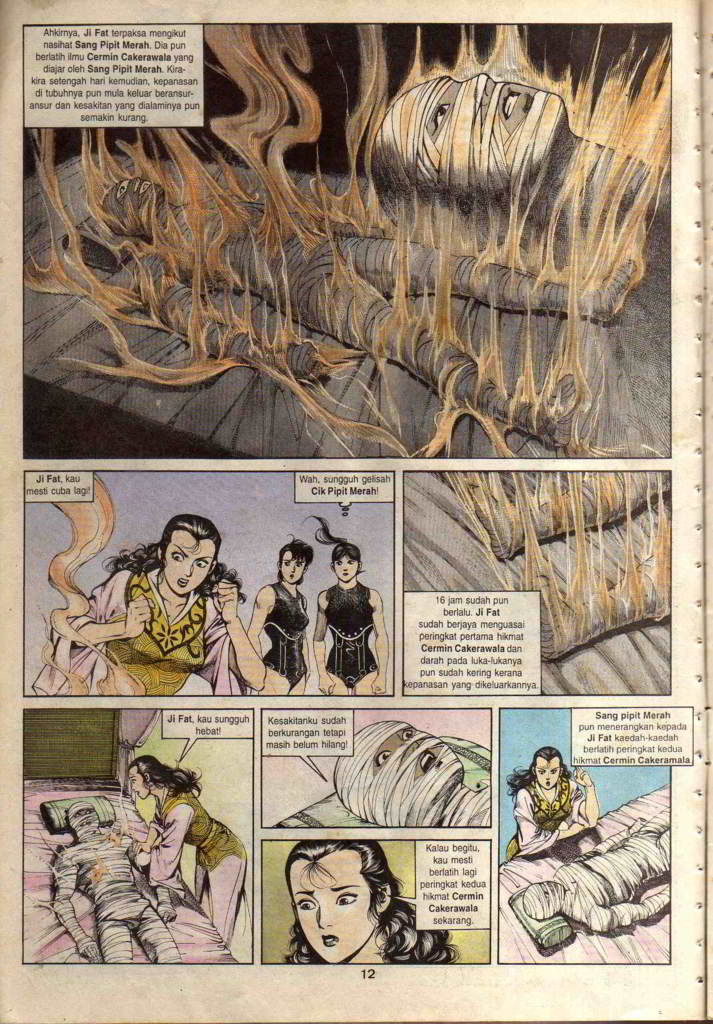 Ahkirnya, Ji Fat terpaksa mengikut
nasihat Sang Pipit Merah. Dia pun
berlatih ilmu Cermin Cakerawala yang
diajar oleh Sang Pipit Merah. Kira-
kira setengah hari kemudian, kepanasan
di tubuhnya pun mula keluar beransur-
ansur dan kesakitan yang dialaminya pun
semakin kurang.
Ji Fat, kau
mesti cuba lagi!
Wah, sungguh gelisah
Cik Pipit Merah!
16 jam sudah pun
berlalu. Ji Fat
sudah berjaya menguasai
peringkat pertama hikmat
Cermin Cakerawala dan
darah pada luka-lukanya
pun sudah kering kerana
kepanasan yang dikeluarkannya.
Ji Fat, kau sungguh
hebat!
Kesakitanku sudah
berkurangan tetapi
masih belum hilang!
Kalau begitu,
kau mesti
berlatih lagi
peringkat kedua
hikmat Cermin
Cakerawala
sekarang.
Sang pipit Merah
pun menerangkan kepada
Ji Fat kaedah-kaedah
berlatih peringkat kedua
hikmat Cermin Cakeramala
12